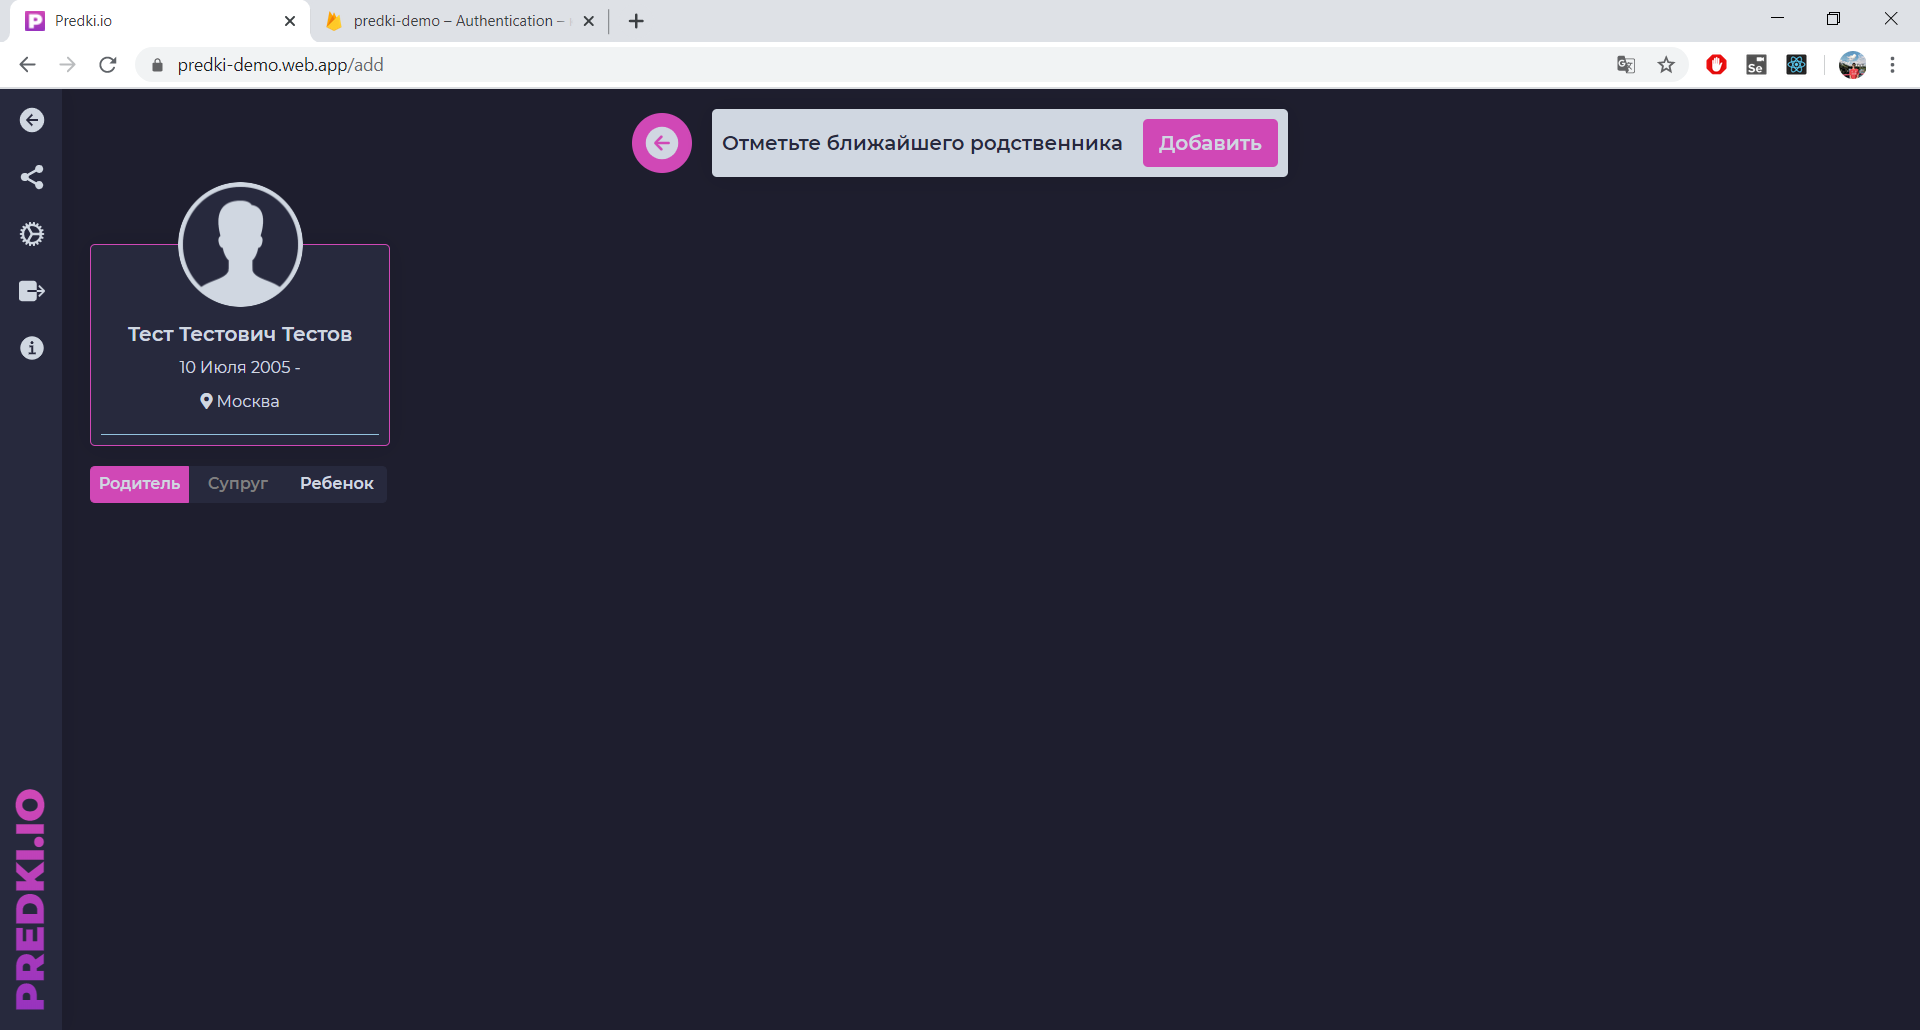 Predki.io
predki-demo – Authentication –
predki-demo.web.app/add
Se
Отметьте ближайшего родственника
Добавить
Тест Тестович Тестов
10 Июля 2005 -
Москва
Родитель Супруг Ребенок
PREDKI.IO